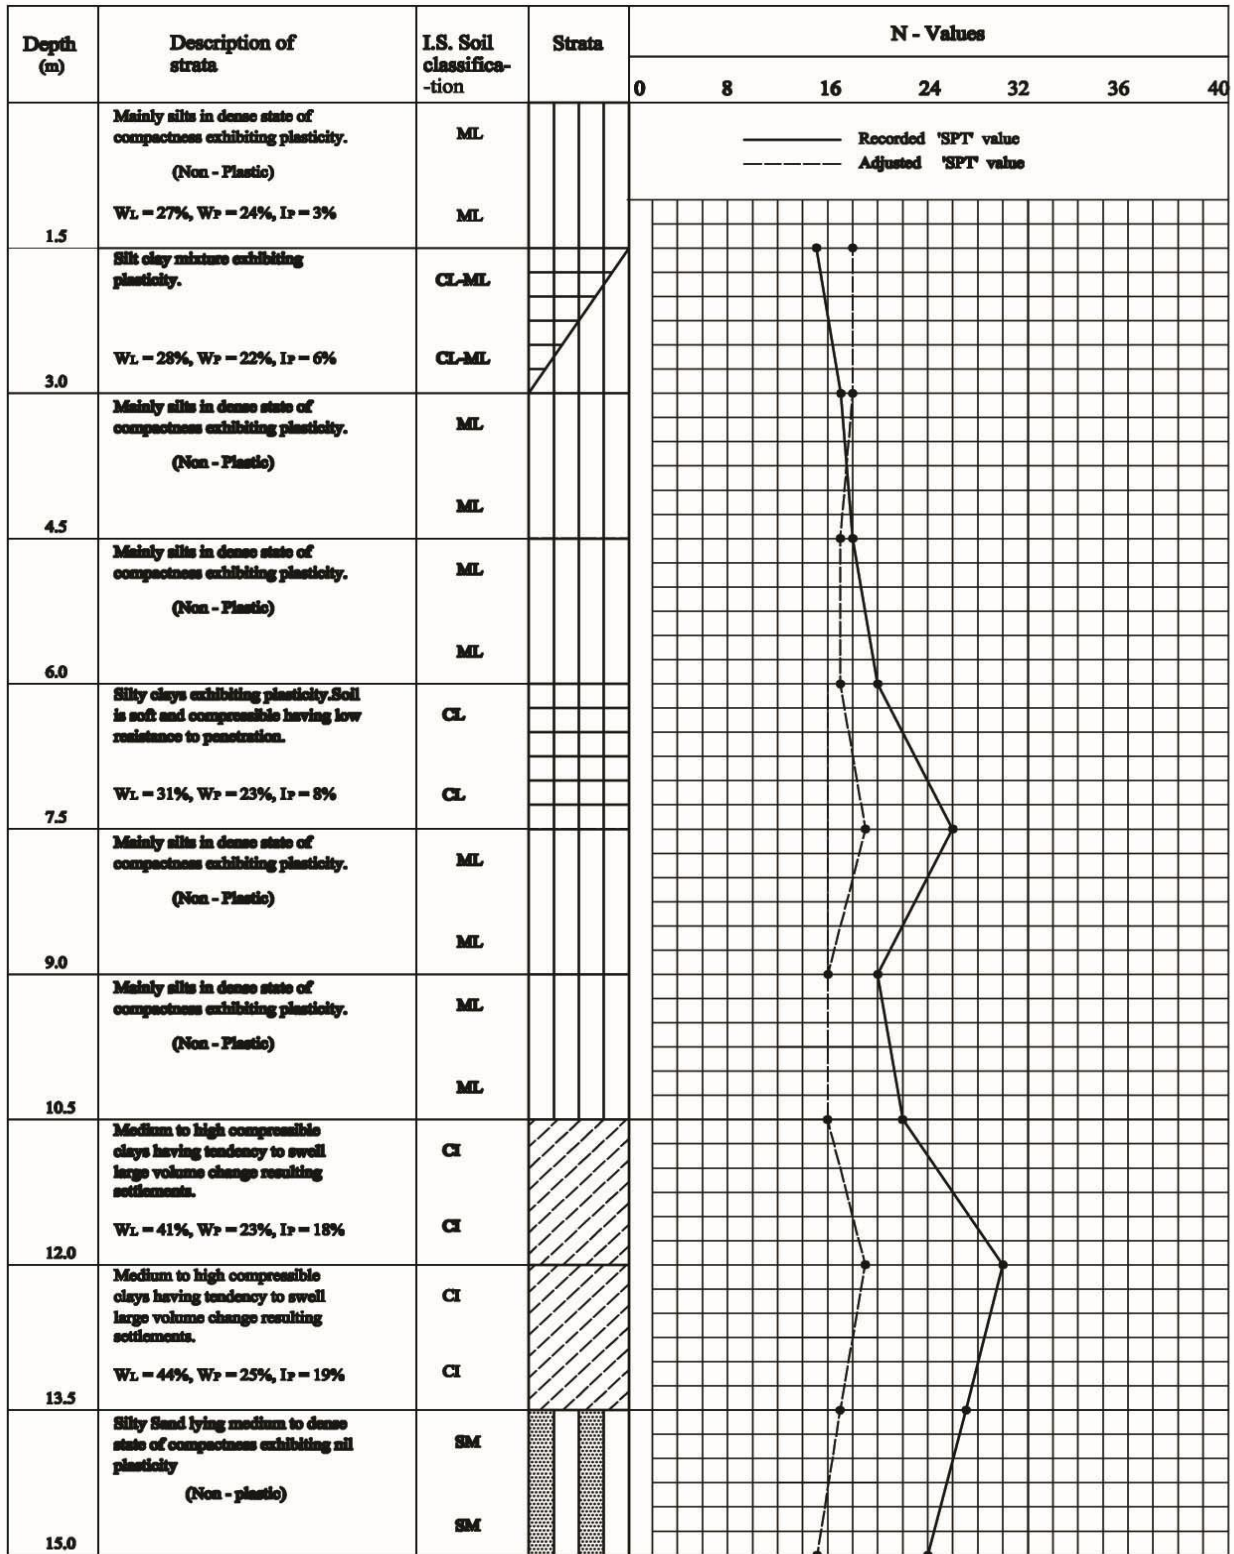 Depth
(m)
Description of
strata
I.S. Soil
classifica-
-tion
Strata
N - Values
0 8 16 24 32 36 40
Recorded 'SPT' value
Adjusted 'SPT' value
Mainly silts in dense state of
compactness exhibiting plasticity.
ML
(Non - Plastic)
WL = 27%, WP = 24%, IP = 3%
ML
1.5
Silt clay mixture exhibiting
plasticity.
CL-ML
WL = 28%, WP = 22%, IP = 6%
CL-ML
3.0
Mainly silts in dense state of
compactness exhibiting plasticity.
ML
(Non - Plastic)
ML
4.5
Mainly silts in dense state of
compactness exhibiting plasticity.
ML
(Non - Plastic)
ML
6.0
Silty clays exhibiting plasticity.Soil
is soft and compressible having low
resistance to penetration.
CL
WL = 31%, WP = 23%, IP = 8%
CL
7.5
Mainly silts in dense state of
compactness exhibiting plasticity.
ML
(Non - Plastic)
ML
9.0
Mainly silts in dense state of
compactness exhibiting plasticity.
ML
(Non - Plastic)
ML
10.5
Medium to high compressible
clays having tendency to swell
large volume change resulting
settlements.
CI
WL = 41%, WP = 23%, IP = 18%
CI
12.0
Medium to high compressible
clays having tendency to swell
large volume change resulting
settlements.
CI
WL = 44%, WP = 25%, IP = 19%
CI
13.5
Silty Sand lying medium to dense
state of compactness exhibiting nil
plasticity
SM
(Non - plastic)
SM
15.0